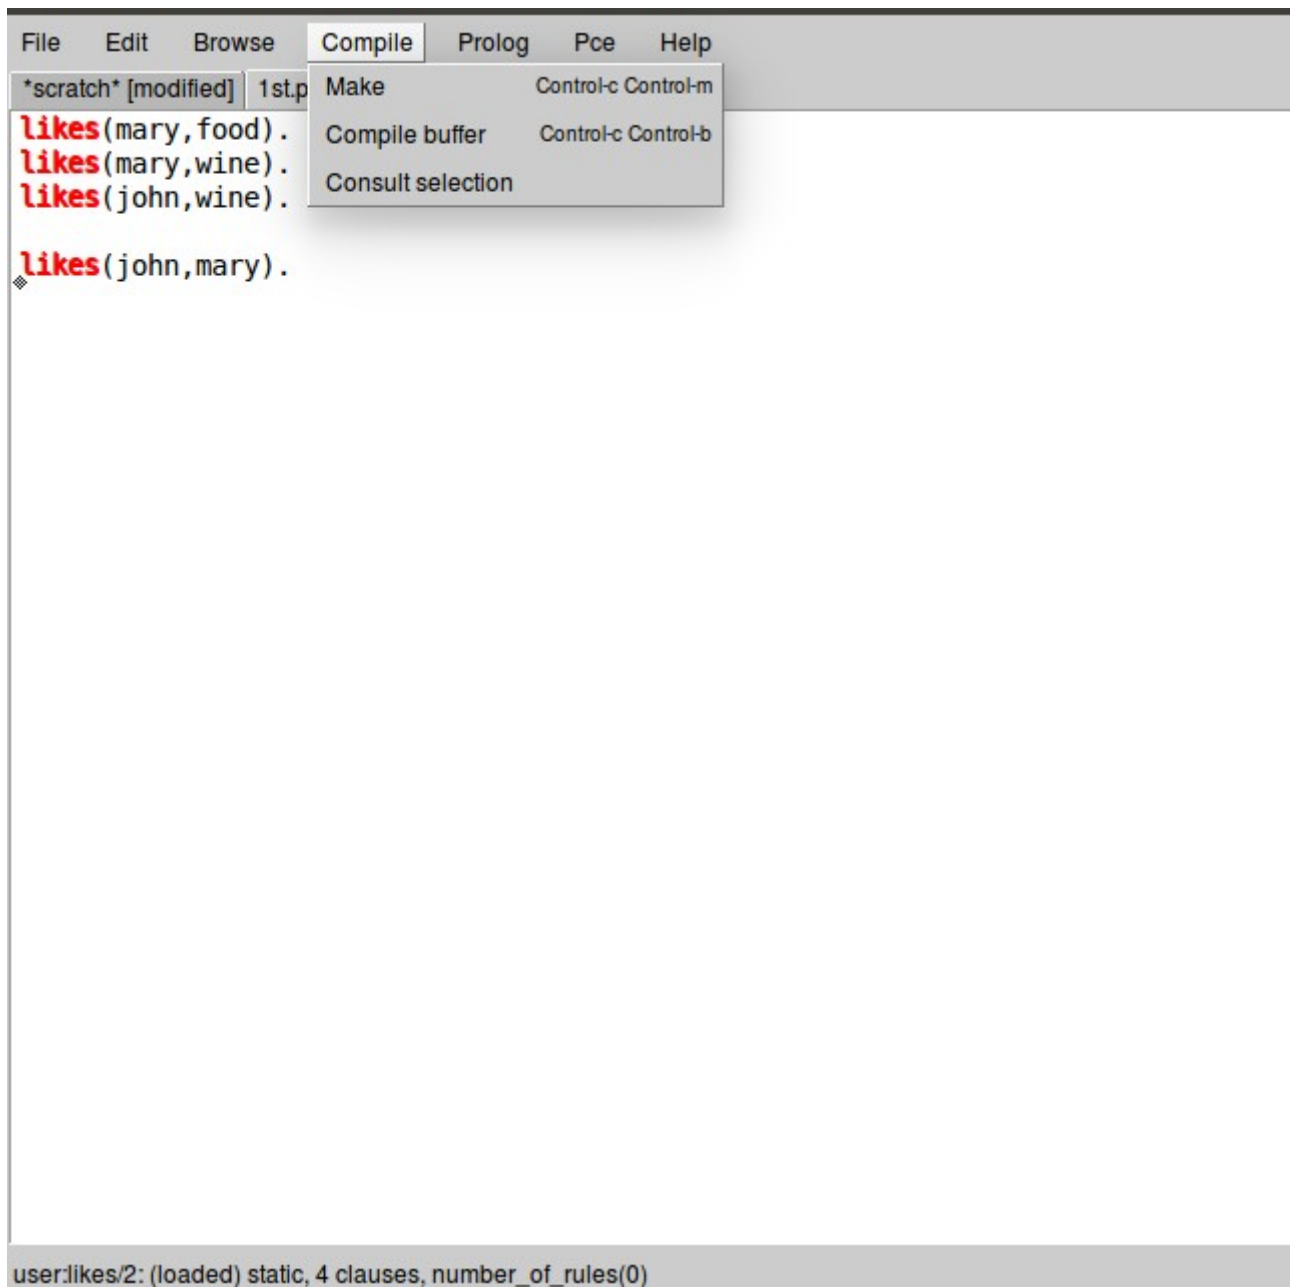 File Edit Browse Compile Prolog Pce Help
*scratch* [modified] 1st.p
Make Control-c Control-m
Compile buffer Control-c Control-b
Consult selection
likes(mary,food).
likes(mary,wine).
likes(john,wine).
likes(john,mary).
user:likes/2: (loaded) static, 4 clauses, number_of_rules(0)